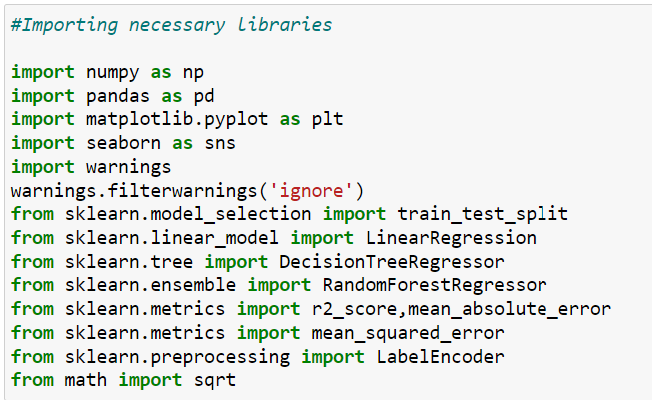 #Importing necessary libraries
import numpy as np
import pandas as pd
import matplotlib.pyplot as plt
import seaborn as sns
import warnings
warnings.filterwarnings('ignore')
from sklearn.model_selection import train_test_split
from sklearn.linear_model import LinearRegression
from sklearn.tree import DecisionTreeRegressor
from sklearn.ensemble import RandomForestRegressor
from sklearn.metrics import r2_score,mean_absolute_error
from sklearn.metrics import mean_squared_error
from sklearn.preprocessing import LabelEncoder
from math import sqrt